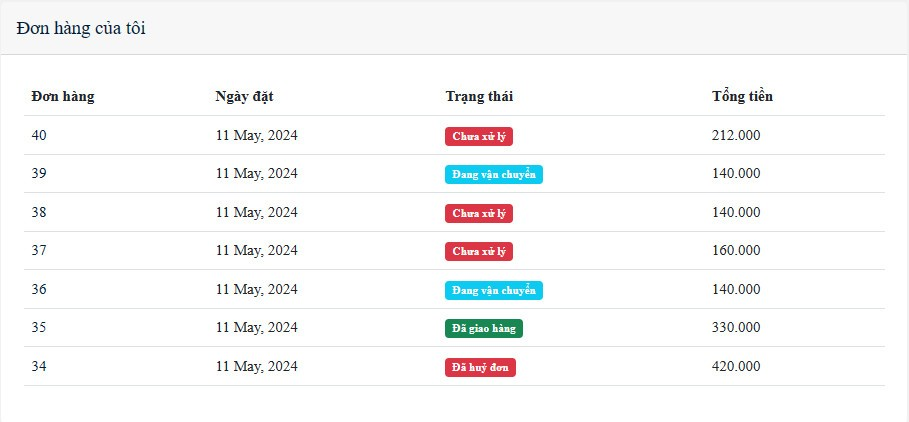 Đơn hàng của tôi
Đơn hàng Ngày đặt Trạng thái Tổng tiền
40 11 May, 2024 Chưa xử lý 212.000
39 11 May, 2024 Đang vận chuyển 140.000
38 11 May, 2024 Chưa xử lý 140.000
37 11 May, 2024 Chưa xử lý 160.000
36 11 May, 2024 Đang vận chuyển 140.000
35 11 May, 2024 Đã giao hàng 330.000
34 11 May, 2024 Đã huỷ đơn 420.000